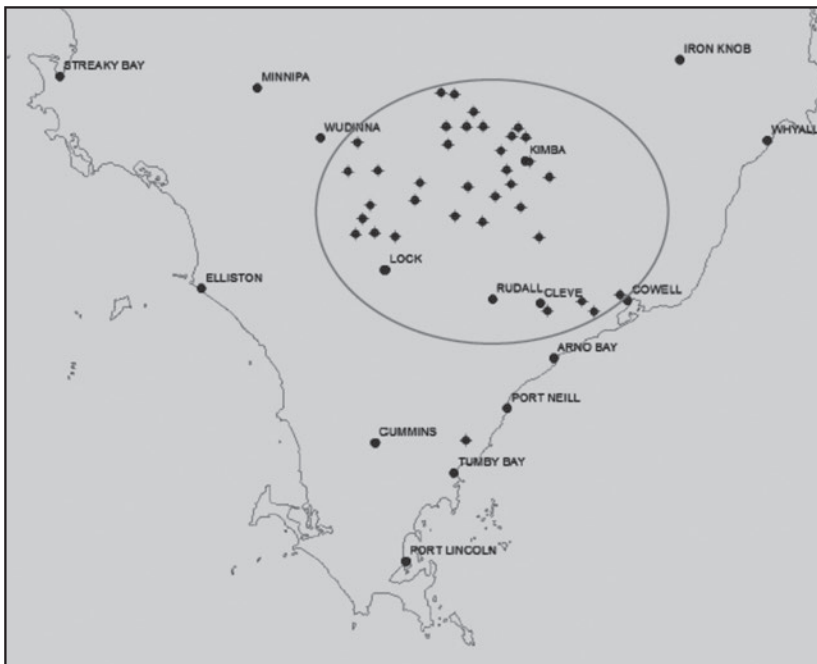 IRON KNOB
STREAKY BAY
MINNIPA
WUDINNA
WHYALL
KIMBA
LOCK
ELLISTON
RUDALL
CLEVE
COWELL
ARNO BAY
PORT NEILL
CUMMINS
TUMBY BAY
PORT LINCOLN